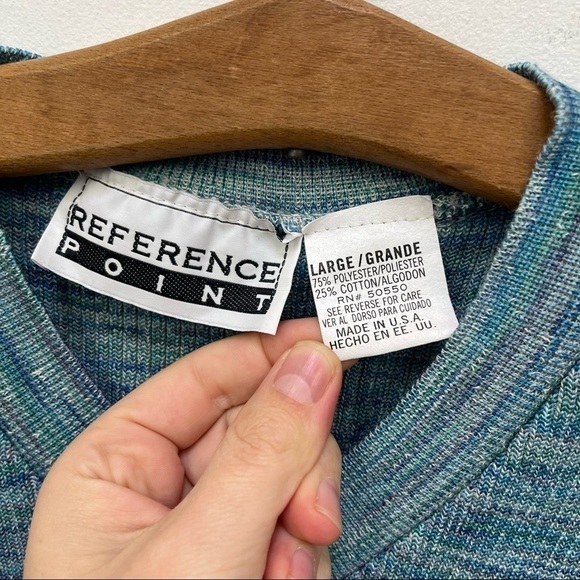 REFERENCE
POINT
LARGE/GRANDE
75% POLYESTER/POLIESTER
25% COTTON/ALGODON
RN# 50550
SEE REVERSE FOR CARE
VER AL DORSO PARA CUIDADO
MADE IN U.S.A.
HECHO EN EE. UU.